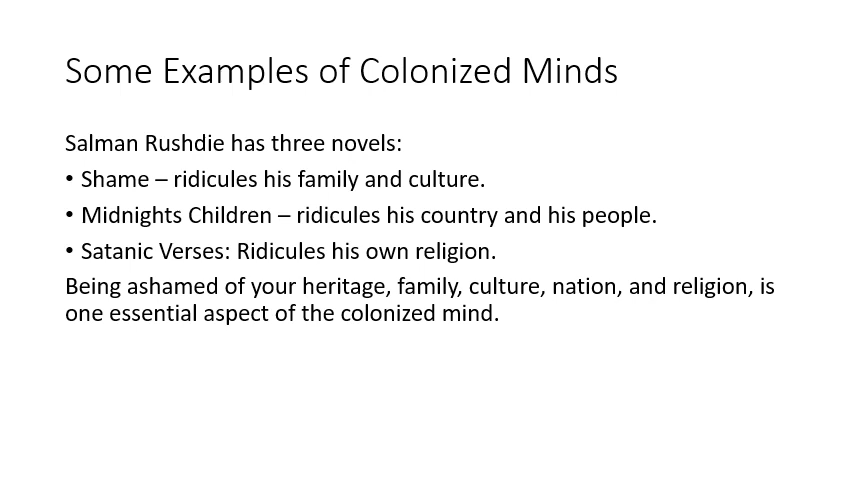 Some Examples of Colonized Minds
Salman Rushdie has three novels:
• Shame – ridicules his family and culture.
• Midnights Children – ridicules his country and his people.
• Satanic Verses: Ridicules his own religion.
Being ashamed of your heritage, family, culture, nation, and religion, is
one essential aspect of the colonized mind.